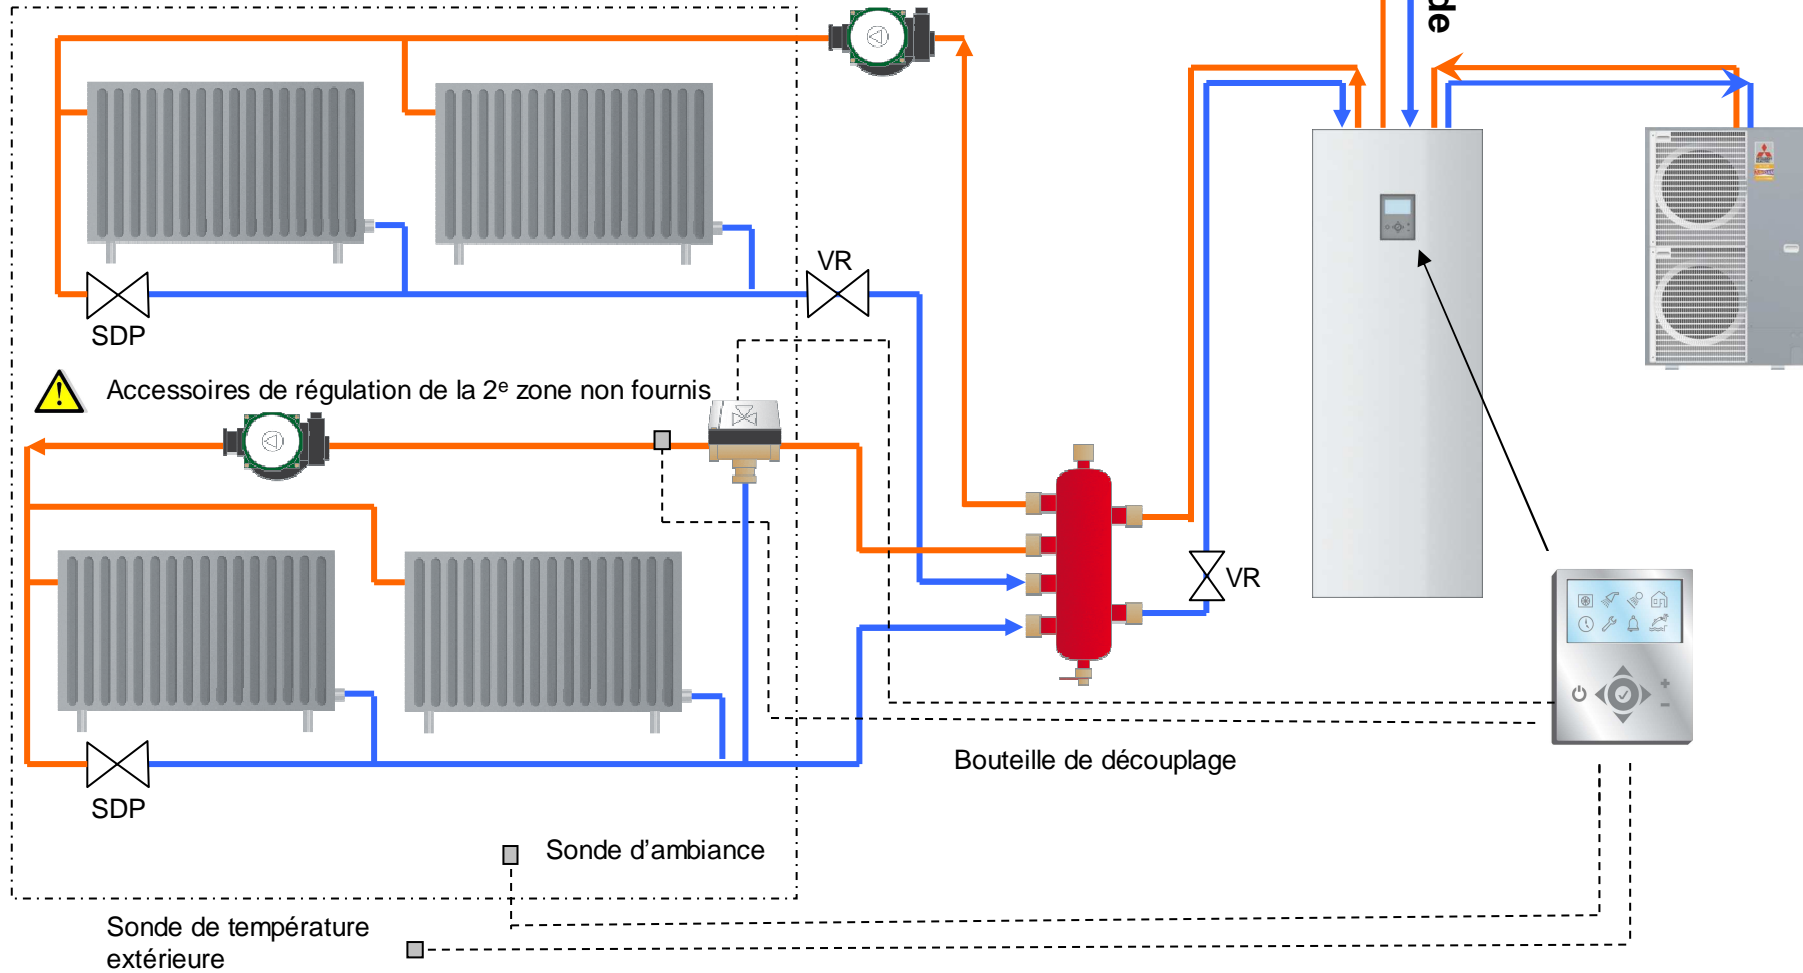 de
VR
SDP
Accessoires de régulation de la 2e zone non fournis
VR
Bouteille de découplage
SDP
Sonde d'ambiance
Sonde de température
extérieure